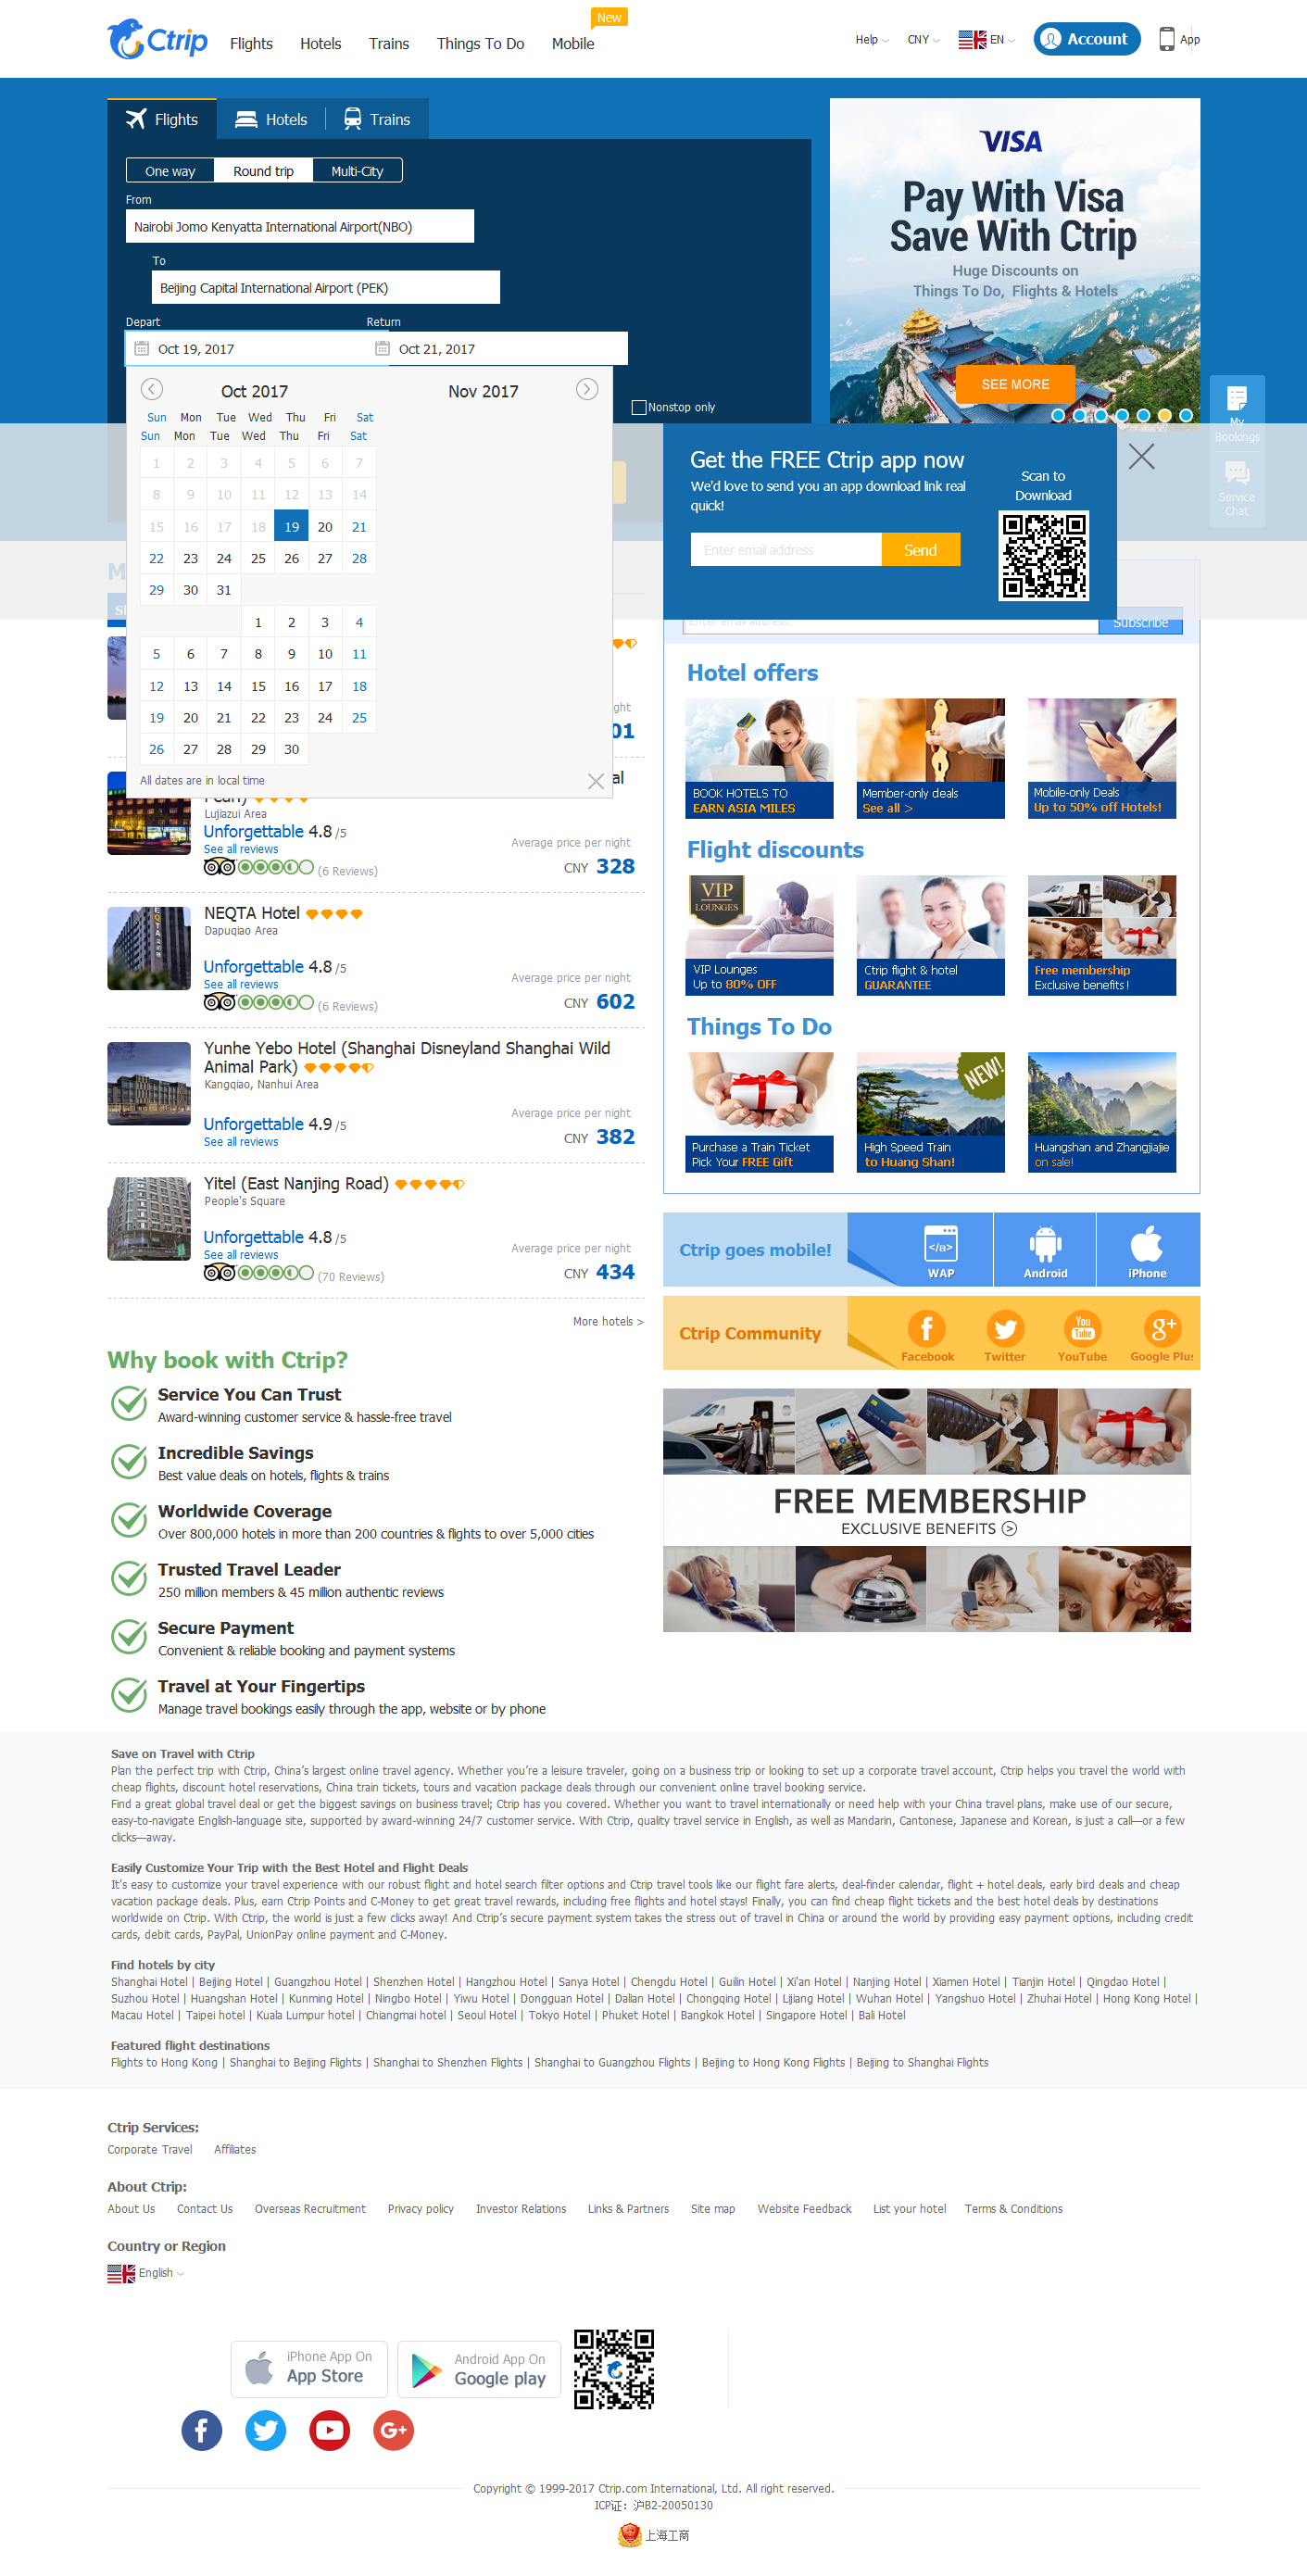 New
Ctrip
Flights
Hotels
Trains
Things To Do
Mobile
Help
CNY
EN
Account
App
Flights
Hotels
Trains
One way
Round trip
Multi-City
From
Nairobi Jomo Kenyatta International Airport(NBO)
To
Beijing Capital International Airport (PEK)
Depart
Return
Oct 19, 2017
Oct 21, 2017
Nonstop only
VISA
Pay With Visa
Save With Ctrip
Huge Discounts on
Things To Do, Flights & Hotels
SEE MORE
My
Bookings
Service
Chat
Oct 2017
Nov 2017
Sun Mon Tue Wed Thu Fri Sat
Sun Mon Tue Wed Thu Fri Sat
1 2 3 4 5 6 7
8 9 10 11 12 13 14
15 16 17 18 19 20 21
22 23 24 25 26 27 28
29 30 31
1 2 3 4
5 6 7 8 9 10 11
12 13 14 15 16 17 18
19 20 21 22 23 24 25
26 27 28 29 30
All dates are in local time
Get the FREE Ctrip app now
We'd love to send you an app download link real
quick!
Enter email address
Send
Scan to
Download
Enter email address.
Subscribe
Lujiazui Area
Unforgettable 4.8 /5
See all reviews
(6 Reviews)
Average price per night
CNY 328
NEQTA Hotel
Dapuqiao Area
Unforgettable 4.8 /5
See all reviews
(6 Reviews)
Average price per night
CNY 602
Yunhe Yebo Hotel (Shanghai Disneyland Shanghai Wild
Animal Park)
Kangqiao, Nanhui Area
Unforgettable 4.9 /5
See all reviews
Average price per night
CNY 382
Yitel (East Nanjing Road)
People's Square
Unforgettable 4.8 /5
See all reviews
(70 Reviews)
Average price per night
CNY 434
More hotels >
Hotel offers
BOOK HOTELS TO
EARN ASIA MILES
Member-only deals
See all >
Mobile-only Deals
Up to 50% off Hotels!
Flight discounts
VIP
LOUNGES
VIP Lounges
Up to 80% OFF
Ctrip flight & hotel
GUARANTEE
Free membership
Exclusive benefits !
Things To Do
Purchase a Train Ticket
Pick Your FREE Gift
NEW!
High Speed Train
to Huang Shan!
Huangshan and Zhangjiajie
on sale!
Ctrip goes mobile!
WAP
Android
iPhone
Ctrip Community
Facebook
Twitter
You
Tube
YouTube
g+
Google Plus
FREE MEMBERSHIP
EXCLUSIVE BENEFITS >
Why book with Ctrip?
Service You Can Trust
Award-winning customer service & hassle-free travel
Incredible Savings
Best value deals on hotels, flights & trains
Worldwide Coverage
Over 800,000 hotels in more than 200 countries & flights to over 5,000 cities
Trusted Travel Leader
250 million members & 45 million authentic reviews
Secure Payment
Convenient & reliable booking and payment systems
Travel at Your Fingertips
Manage travel bookings easily through the app, website or by phone
Save on Travel with Ctrip
Plan the perfect trip with Ctrip, China’s largest online travel agency. Whether you’re a leisure traveler, going on a business trip or looking to set up a corporate travel account, Ctrip helps you travel the world with
cheap flights, discount hotel reservations, China train tickets, tours and vacation package deals through our convenient online travel booking service.
Find a great global travel deal or get the biggest savings on business travel; Ctrip has you covered. Whether you want to travel internationally or need help with your China travel plans, make use of our secure,
easy-to-navigate English-language site, supported by award-winning 24/7 customer service. With Ctrip, quality travel service in English, as well as Mandarin, Cantonese, Japanese and Korean, is just a call—or a few
clicks—away.
Easily Customize Your Trip with the Best Hotel and Flight Deals
It's easy to customize your travel experience with our robust flight and hotel search filter options and Ctrip travel tools like our flight fare alerts, deal-finder calendar, flight + hotel deals, early bird deals and cheap
vacation package deals. Plus, earn Ctrip Points and C-Money to get great travel rewards, including free flights and hotel stays! Finally, you can find cheap flight tickets and the best hotel deals by destinations
worldwide on Ctrip. With Ctrip, the world is just a few clicks away! And Ctrip’s secure payment system takes the stress out of travel in China or around the world by providing easy payment options, including credit
cards, debit cards, PayPal, UnionPay online payment and C-Money.
Find hotels by city
Shanghai Hotel | Beijing Hotel | Guangzhou Hotel | Shenzhen Hotel | Hangzhou Hotel | Sanya Hotel | Chengdu Hotel | Guilin Hotel | Xi'an Hotel | Nanjing Hotel | Xiamen Hotel | Tianjin Hotel | Qingdao Hotel |
Suzhou Hotel | Huangshan Hotel | Kunming Hotel | Ningbo Hotel | Yiwu Hotel | Dongguan Hotel | Dalian Hotel | Chongqing Hotel | Lijiang Hotel | Wuhan Hotel | Yangshuo Hotel | Zhuhai Hotel | Hong Kong Hotel |
Macau Hotel | Taipei hotel | Kuala Lumpur hotel | Chiangmai hotel | Seoul Hotel | Tokyo Hotel | Phuket Hotel | Bangkok Hotel | Singapore Hotel | Bali Hotel
Featured flight destinations
Flights to Hong Kong | Shanghai to Beijing Flights | Shanghai to Shenzhen Flights | Shanghai to Guangzhou Flights | Beijing to Hong Kong Flights | Beijing to Shanghai Flights
Ctrip Services:
Corporate Travel Affiliates
About Ctrip:
About Us Contact Us Overseas Recruitment Privacy policy Investor Relations Links & Partners Site map Website Feedback List your hotel Terms & Conditions
Country or Region
English
iPhone App On
App Store
Android App On
Google play
G+
Copyright © 1999-2017 Ctrip.com International, Ltd. All right reserved.
ICP证：沪B2-20050130
上海工商